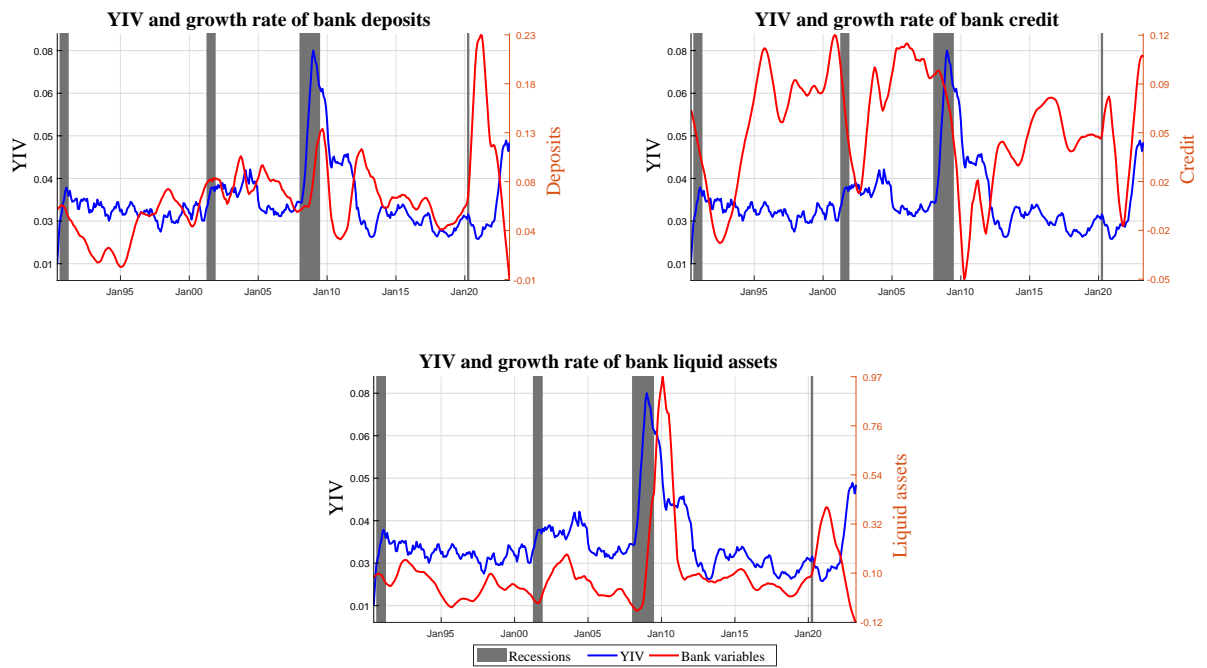 YIV and growth rate of bank deposits
0.08
0.06
0.05
0.04
0.03
0.01
YIV
0.23
0.18
0.13
0.08
0.04
-0.01
Deposits
Jan95 Jan00 Jan05 Jan10 Jan15 Jan20
YIV and growth rate of bank credit
0.08
0.06
0.05
0.04
0.03
0.01
YIV
0.12
0.09
0.05
0.02
-0.02
-0.05
Credit
Jan95 Jan00 Jan05 Jan10 Jan15 Jan20
YIV and growth rate of bank liquid assets
0.08
0.06
0.05
0.04
0.03
0.01
YIV
0.97
0.76
0.54
0.32
0.10
-0.12
Liquid assets
Jan95 Jan00 Jan05 Jan10 Jan15 Jan20
Recessions YIV Bank variables